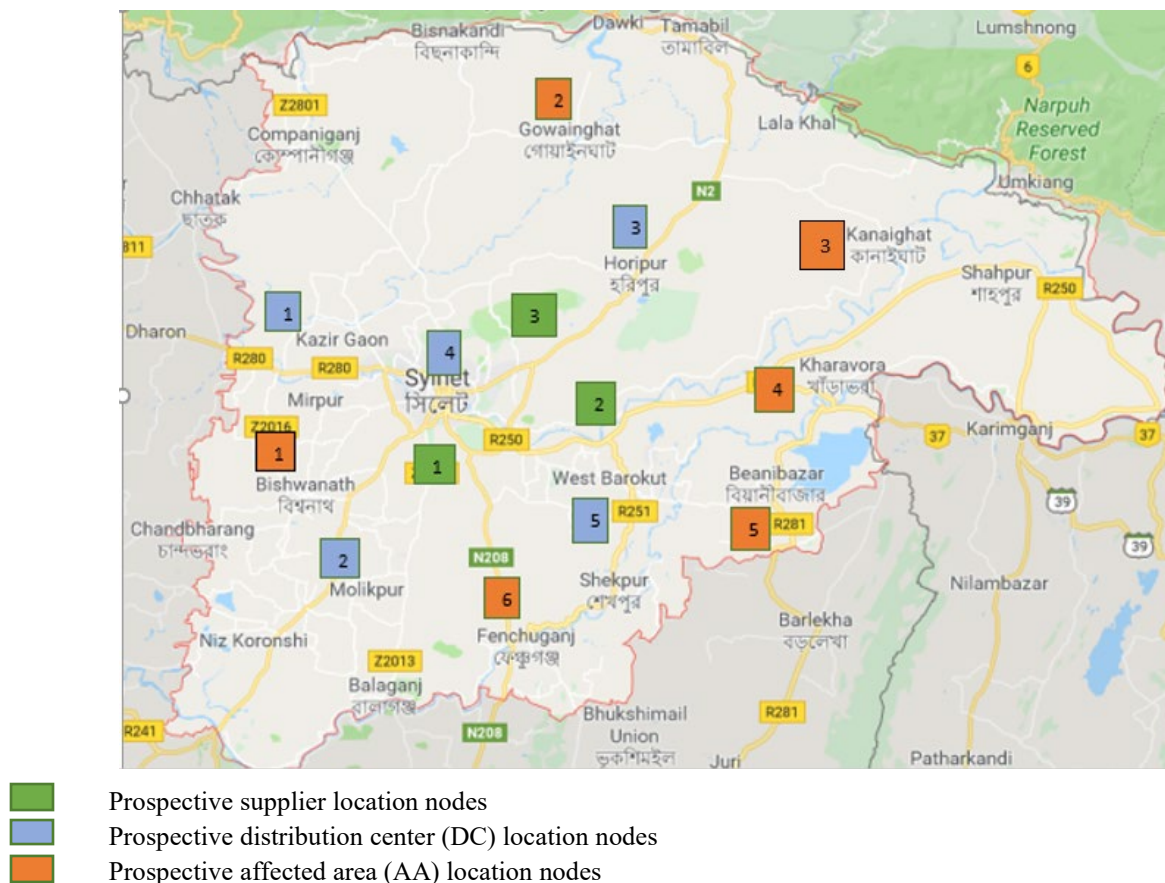 Bisnakandi
বিছনাকান্দি
Dawki
Tamabil
তামাবিল
Lumshnong
6
Z2801
2
Companiganj
কোম্পানীগঞ্জ
Gowainghat
গোয়াইনঘাট
Lala Khal
Narpuh
Reserved
Forest
Umkiang
N2
Chhatak
ছাতক
811
3
Horipur
হরিপুর
3
Kanaighat
কানাইঘাট
Shahpur
শাহপুর
R250
1
Dharon
Kazir Gaon
R280
R280
4
3
Sylhet
সিলেট
Mirpur
Z2016
2
4
Kharavora
খাঁড়াভরা
37
Karimganj
37
1
Bishwanath
বিশ্বনাথ
1
R250
West Barokut
Beanibazar
বিয়ানীবাজার
39
Chandbharang
চান্দভরাং
5
R251
5
R281
39
2
Molikpur
N208
Shekpur
শেখপুর
Nilambazar
6
Fenchuganj
ফেঞ্চুগঞ্জ
Barlekha
বড়লেখা
Niz Koronshi
Z2013
Balaganj
বালাগঞ্জ
R241
N208
Bhukshimail
Union
ভূকশিমইল
R281
Juri
Patharkandi
Prospective supplier location nodes
Prospective distribution center (DC) location nodes
Prospective affected area (AA) location nodes